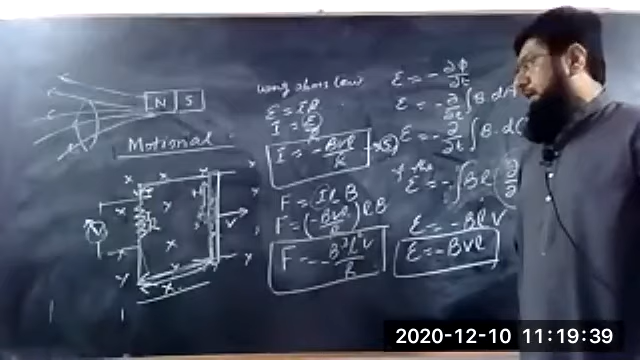 N S
Motional
using ohms law
ε = IR
I = ε/R
I = -Bvl/R
F = IlB
F = (-Bvl/R)lB
F = -B²l²v/R
ε = -∂Φ/∂t
ε = -∂/∂t ∫B.dA
ε = -∂/∂t ∫B.d(
ε = -∫Bl(∂/∂
ε = -Blv
ε = -Bvl
V
x
2020-12-10 11:19:39